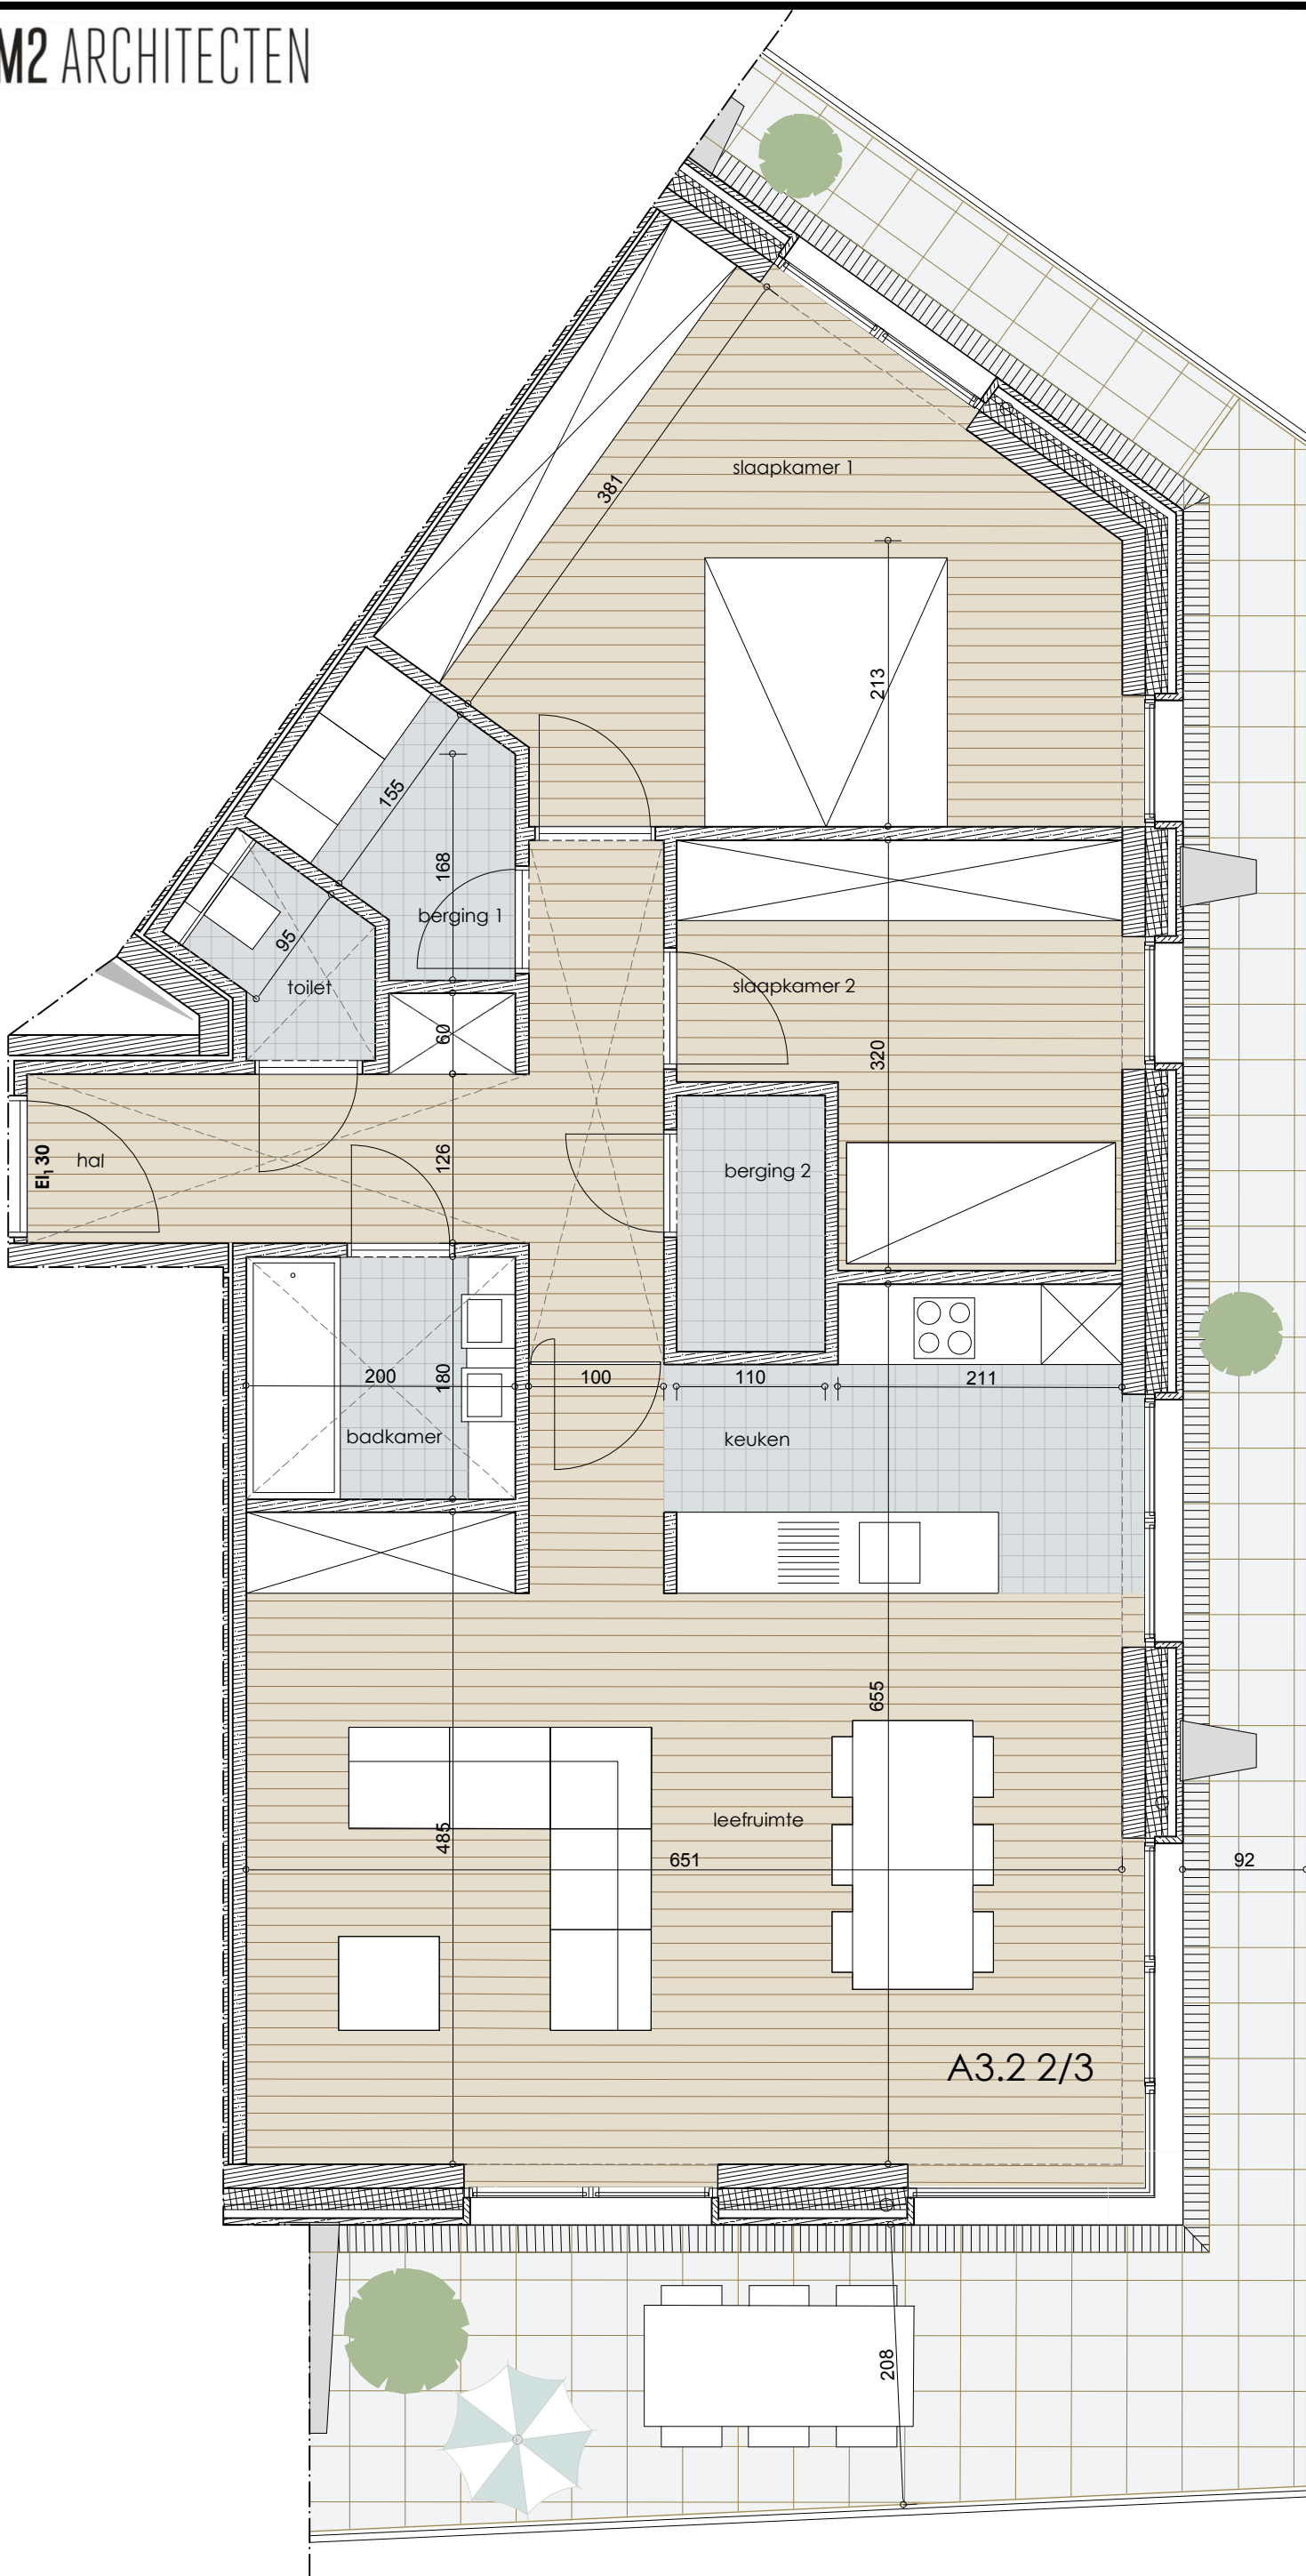 M2 ARCHITECTEN
slaapkamer 1
381
213
155
168
berging 1
95
toilet
slaapkamer 2
60
320
126
EI₁ 30
hal
berging 2
200
180
100
110
211
badkamer
keuken
655
leefruimte
485
651
92
A3.2 2/3
208